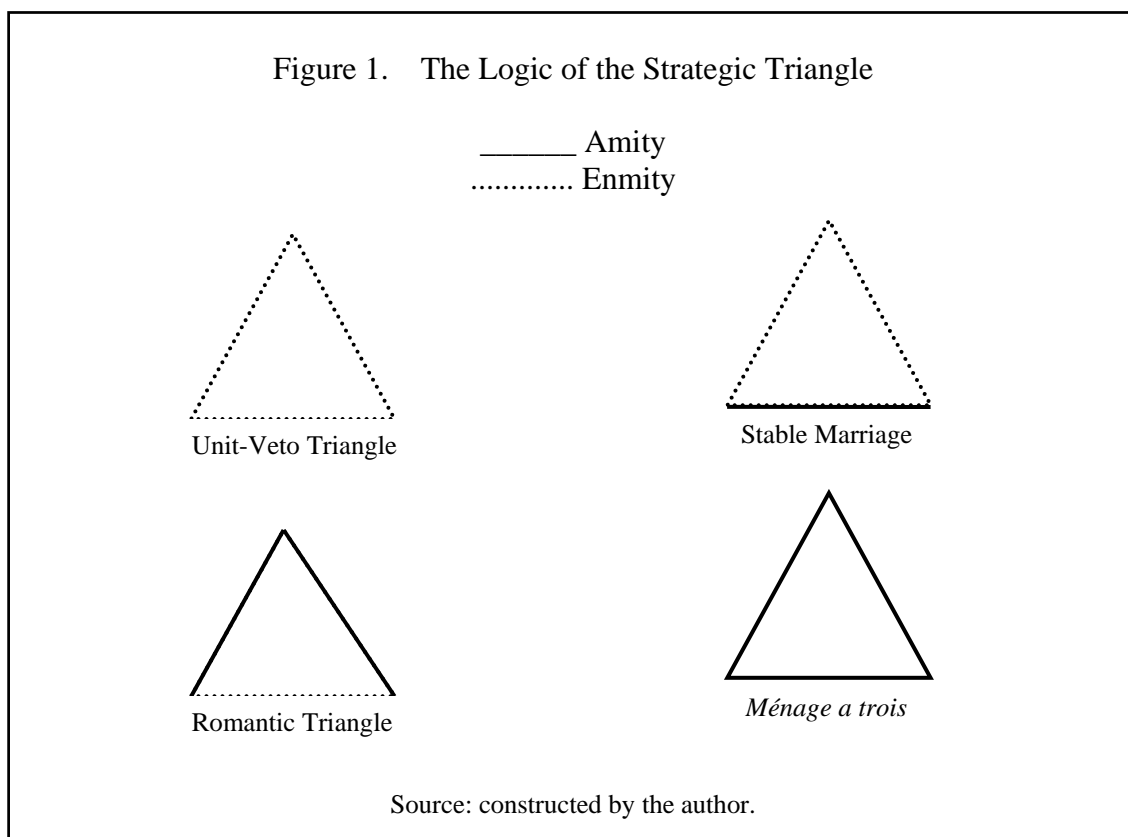 Figure 1. The Logic of the Strategic Triangle
______ Amity
............. Enmity
Unit-Veto Triangle
Stable Marriage
Romantic Triangle
Ménage a trois
Source: constructed by the author.